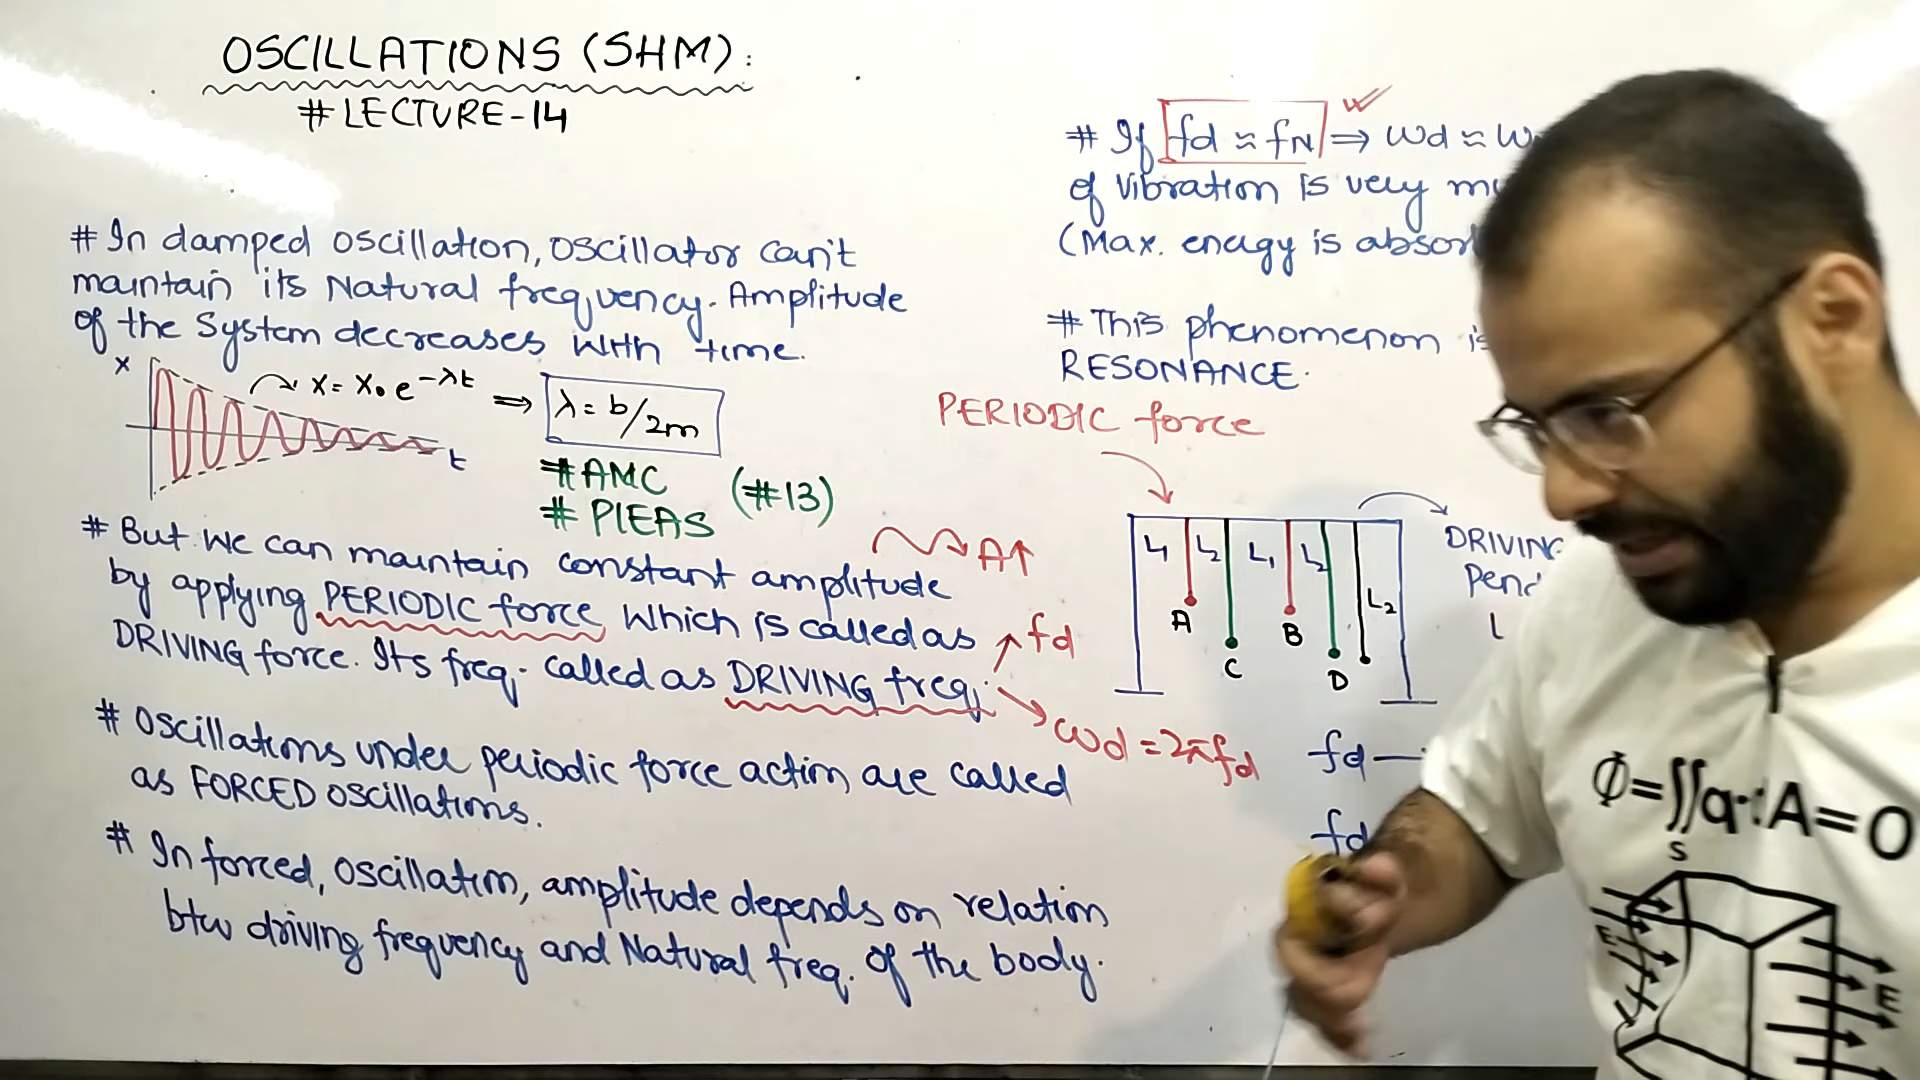 OSCILLATIONS (SHM):
# LECTURE-14
# In damped oscillation, oscillator can't
maintain its Natural frequency. Amplitude
of the System decreases with time.
x
x = x₀ e^-λt ⇒ λ = b/2m
t
# AMC
# PIEAS
(#13)
# But we can maintain constant amplitude
by applying PERIODIC force which is called as
DRIVING force. Its freq. called as DRIVING freq.
A↑
fd
ωd = 2πfd
# Oscillations under periodic force action are called
as FORCED oscillations.
# In forced, oscillation, amplitude depends on relation
btw driving frequency and Natural freq. of the body.
# If fd ≈ fN ⇒ ωd ≈
of vibration is very
(Max. energy is
# This phenomenon
RESONANCE.
PERIODIC force
L1 L2 L1 L2 L2
A C B D
DRIVING
L
fd
fd
Φ=∬ A=0
S
E E